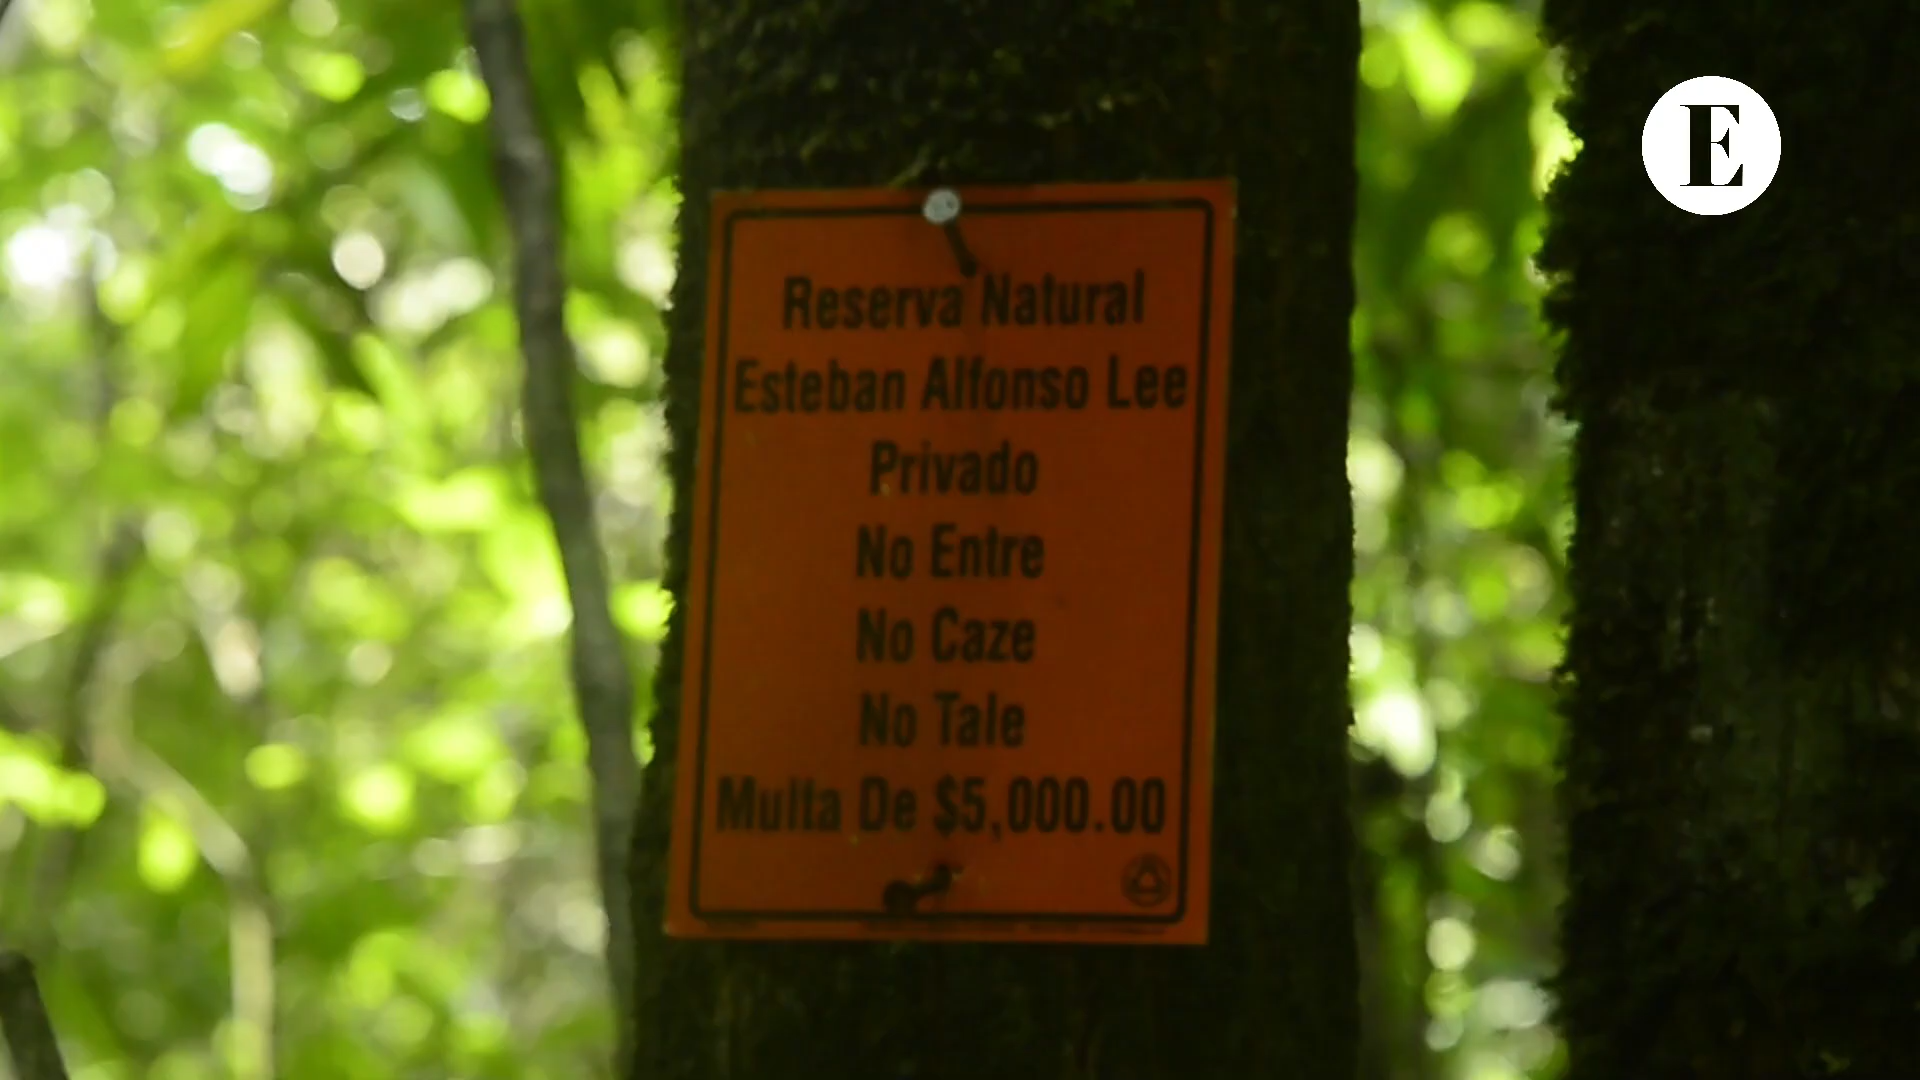 E
Reserva Natural
Esteban Alfonso Lee
Privado
No Entre
No Caze
No Tale
Multa De $5,000.00